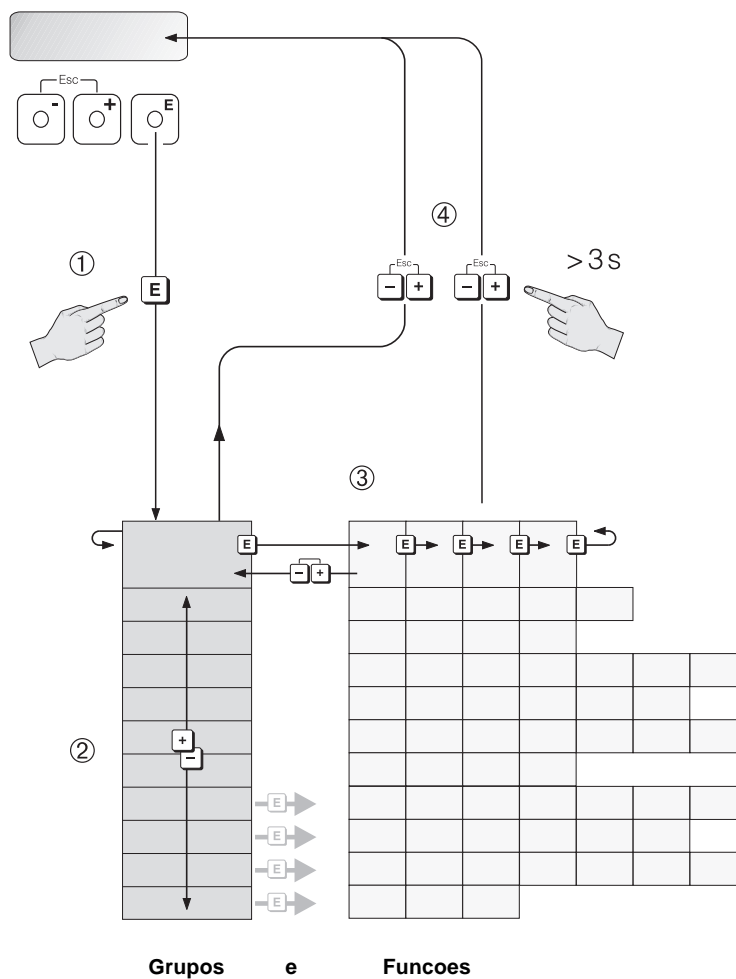 Esc
- + E
① E
④
Esc Esc
- + - + >3s
③
E E E E E
- +
②
+
-
E
E
E
E
Grupos e Funcoes